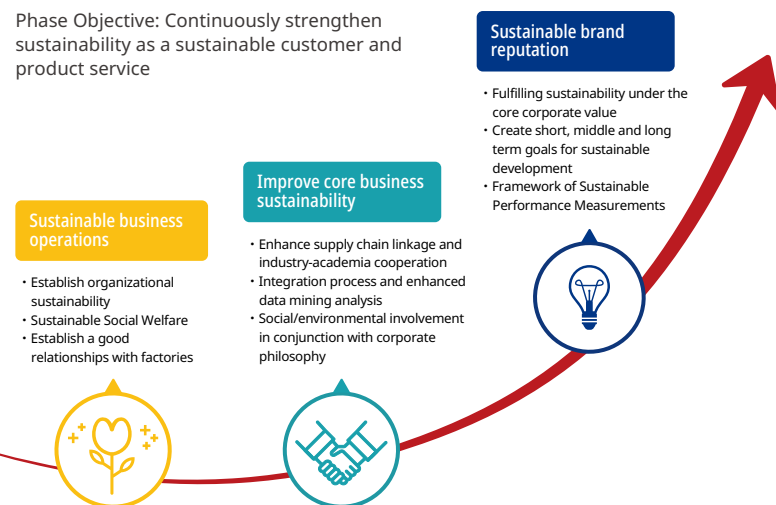 Phase Objective: Continuously strengthen
sustainability as a sustainable customer and
product service
Sustainable business
operations
・Establish organizational
sustainability
・Sustainable Social Welfare
・Establish a good
relationships with factories
Improve core business
sustainability
・Enhance supply chain linkage and
industry-academia cooperation
・Integration process and enhanced
data mining analysis
・Social/environmental involvement
in conjunction with corporate
philosophy
Sustainable brand
reputation
・Fulfilling sustainability under the
core corporate value
・Create short, middle and long
term goals for sustainable
development
・Framework of Sustainable
Performance Measurements